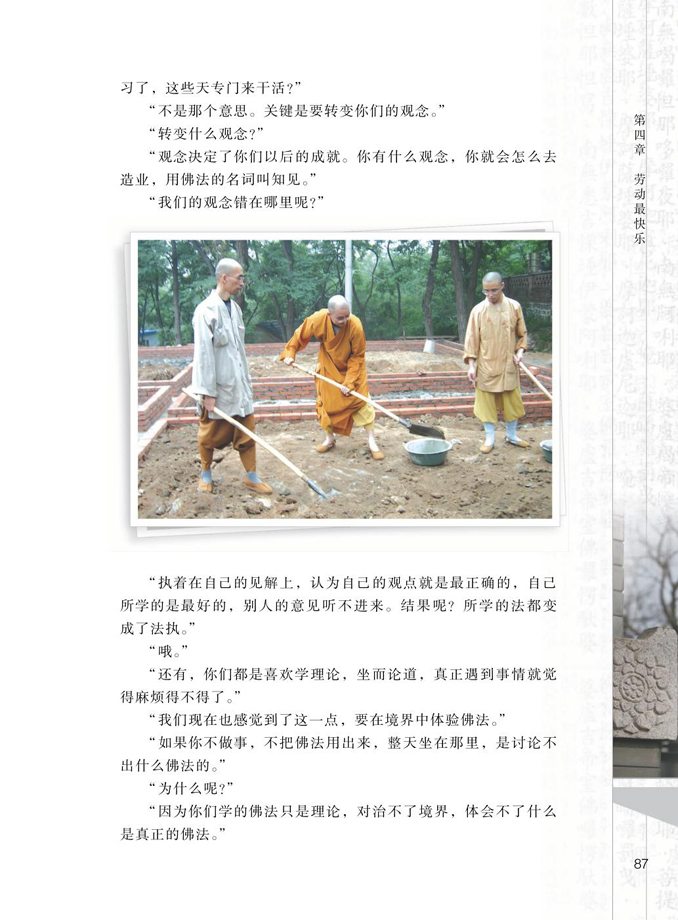 习了，这些天专门来干活？”
“不是那个意思。关键是要转变你们的观念。”
“转变什么观念？”
“观念决定了你们以后的成就。你有什么观念，你就会怎么去
造业，用佛法的名词叫知见。”
“我们的观念错在哪里呢？”
“执着在自己的见解上，认为自己的观点就是最正确的，自己
所学的是最好的，别人的意见听不进来。结果呢？所学的法都变
成了法执。”
“哦。”
“还有，你们都是喜欢学理论，坐而论道，真正遇到事情就觉
得麻烦得不得了。”
“我们现在也感觉到了这一点，要在境界中体验佛法。”
“如果你不做事，不把佛法用出来，整天坐在那里，是讨论不
出什么佛法的。”
“为什么呢？”
“因为你们学的佛法只是理论，对治不了境界，体会不了什么
是真正的佛法。”
第四章 劳动最快乐
87